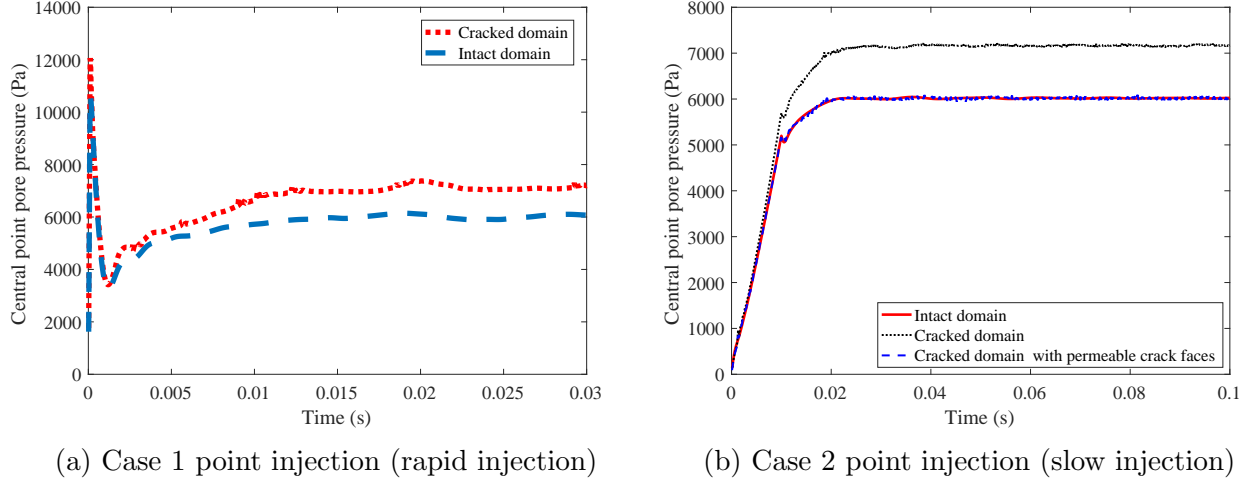 14000
12000
10000
8000
6000
4000
2000
0
Central point pore pressure (Pa)
Cracked domain
Intact domain
0 0.005 0.01 0.015 0.02 0.025 0.03
Time (s)
(a) Case 1 point injection (rapid injection)
8000
7000
6000
5000
4000
3000
2000
1000
0
Central point pore pressure (Pa)
Intact domain
Cracked domain
Cracked domain with permeable crack faces
0 0.02 0.04 0.06 0.08 0.1
Time (s)
(b) Case 2 point injection (slow injection)